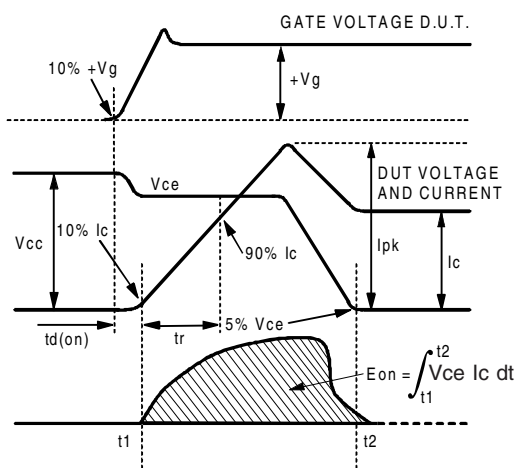 GATE VOLTAGE D.U.T.
10% +Vg
+Vg
Vce
DUT VOLTAGE
AND CURRENT
Vcc
10% Ic
90% Ic
Ipk
Ic
td(on)
tr
5% Vce
Eon = ∫ Vce Ic dt
t2
t1
t1
t2